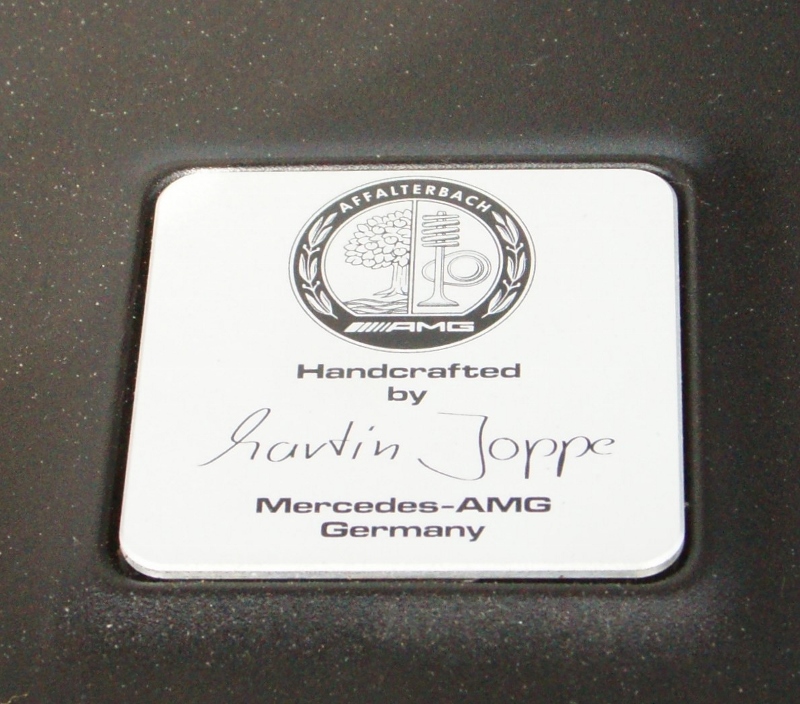 AFFALTERBACH
AMG
Handcrafted
by
Martin Joppe
Mercedes-AMG
Germany